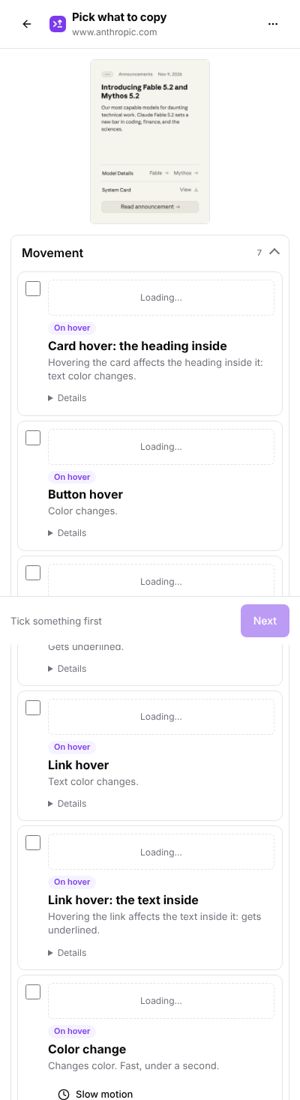 Pick what to copy
www.anthropic.com
Announcements Nov 9, 2026
Introducing Fable 5.2 and
Mythos 5.2
Our most capable models for daunting
technical work. Claude Fable 5.2 sets a
new bar in coding, finance, and the
sciences.
Model Details Fable → Mythos →
System Card View
Read announcement →
Movement 7
Loading...
On hover
Card hover: the heading inside
Hovering the card affects the heading inside it:
text color changes.
Details
Loading...
On hover
Button hover
Color changes.
Details
Loading...
Tick something first Next
Gets underlined.
Details
Loading...
On hover
Link hover
Text color changes.
Details
Loading...
On hover
Link hover: the text inside
Hovering the link affects the text inside it: gets
underlined.
Details
Loading...
On hover
Color change
Changes color. Fast, under a second.
Slow motion